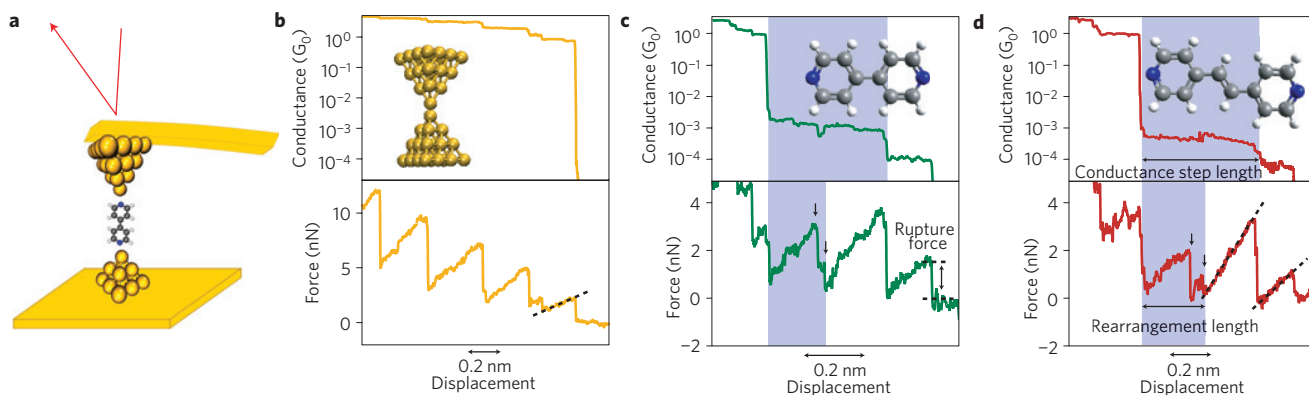 a
b
Conductance (G0)
10^0
10^-1
10^-2
10^-3
10^-4
Force (nN)
10
5
0
0.2 nm
Displacement
c
Conductance (G0)
10^0
10^-1
10^-2
10^-3
10^-4
Force (nN)
4
2
0
−2
Rupture
force
0.2 nm
Displacement
d
Conductance (G0)
10^0
10^-1
10^-2
10^-3
10^-4
Conductance step length
Force (nN)
4
2
0
−2
Rearrangement length
0.2 nm
Displacement